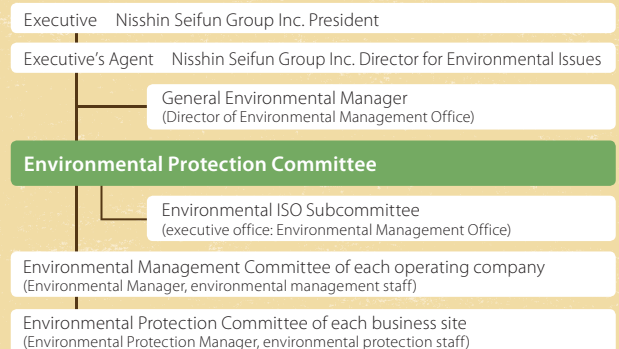 Executive Nisshin Seifun Group Inc. President
Executive’s Agent Nisshin Seifun Group Inc. Director for Environmental Issues
General Environmental Manager
(Director of Environmental Management Office)
Environmental Protection Committee
Environmental ISO Subcommittee
(executive office: Environmental Management Office)
Environmental Management Committee of each operating company
(Environmental Manager, environmental management staff)
Environmental Protection Committee of each business site
(Environmental Protection Manager, environmental protection staff)